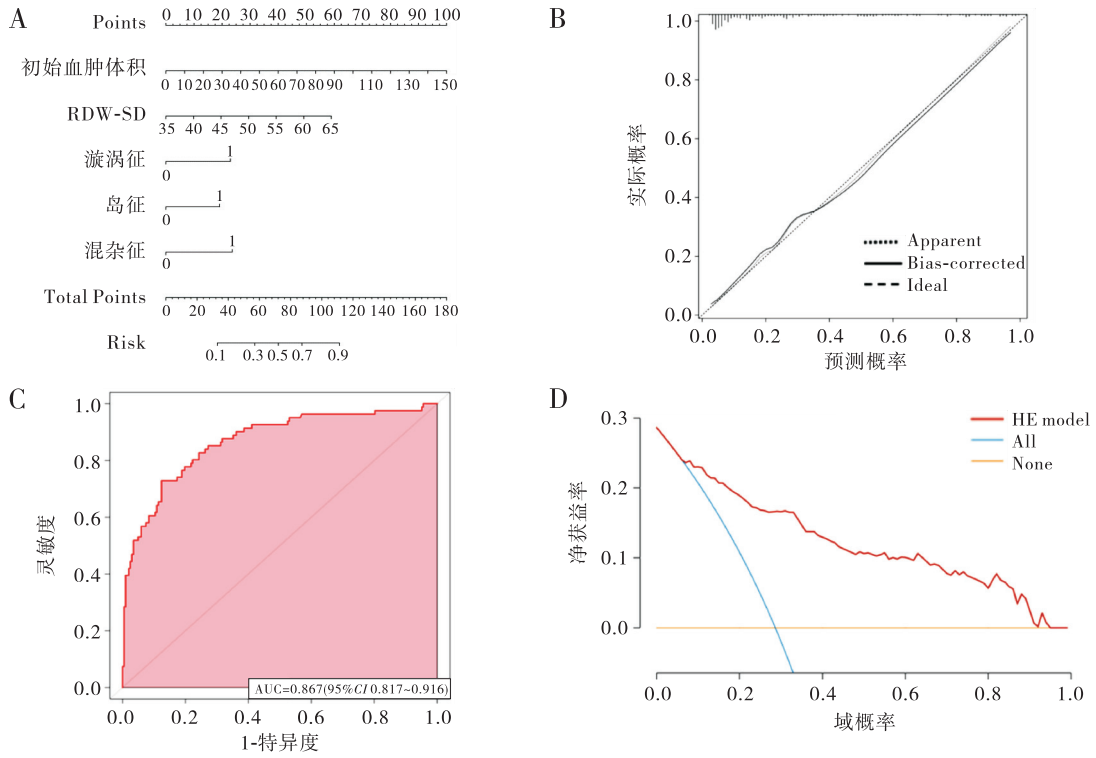 A
Points
0 10 20 30 40 50 60 70 80 90 100
初始血肿体积
0 10 20 30 40 50 60 70 80 90 110 130 150
RDW-SD
35 40 45 50 55 60 65
漩涡征
0 1
岛征
0 1
混杂征
0 1
Total Points
0 20 40 60 80 100 120 140 160 180
Risk
0.1 0.3 0.5 0.7 0.9
B
实际概率
1.0
0.8
0.6
0.4
0.2
0.0
Apparent
Bias-corrected
Ideal
0.0 0.2 0.4 0.6 0.8 1.0
预测概率
C
灵敏度
1.0
0.8
0.6
0.4
0.2
0.0
AUC=0.867(95%CI 0.817~0.916)
0.0 0.2 0.4 0.6 0.8 1.0
1-特异度
D
净获益率
0.3
0.2
0.1
0.0
HE model
All
None
0.0 0.2 0.4 0.6 0.8 1.0
域概率